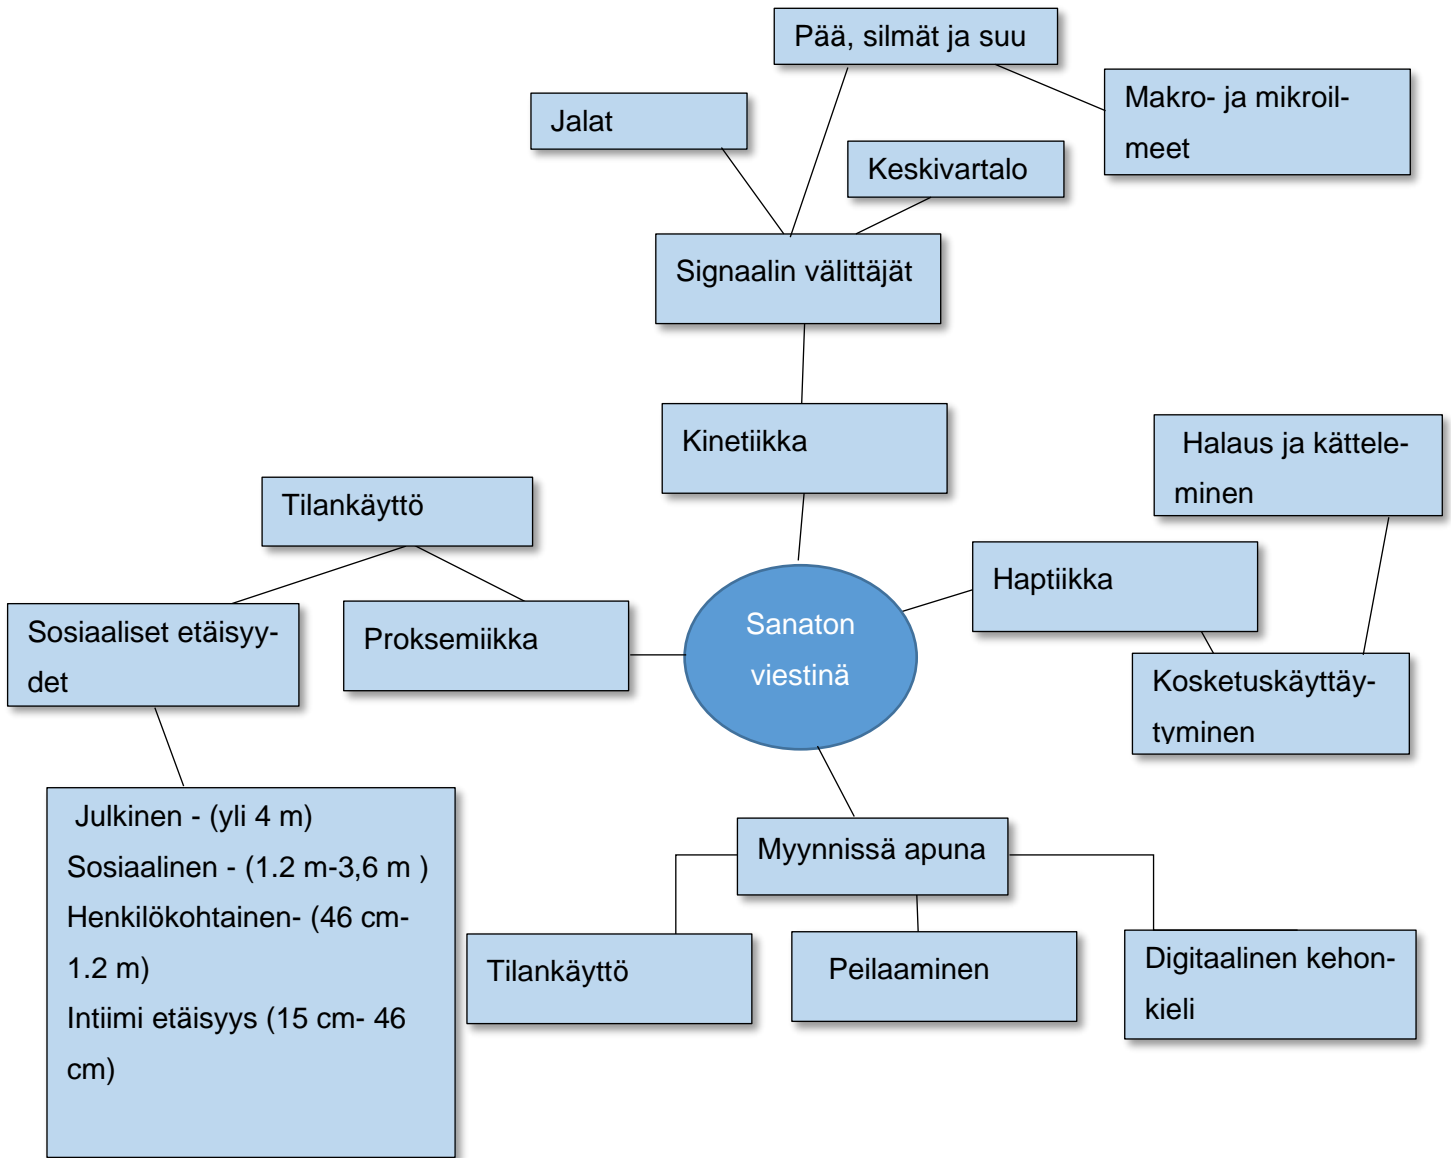 Pää, silmät ja suu
Makro- ja mikroil-
meet
Jalat
Keskivartalo
Signaalin välittäjät
Kinetiikka
Halaus ja kättele-
minen
Tilankäyttö
Haptiikka
Sosiaaliset etäisyy-
det
Proksemiikka
Sanaton
viestinä
Kosketuskäyttäy-
tyminen
Julkinen - (yli 4 m)
Sosiaalinen - (1.2 m-3,6 m )
Henkilökohtainen- (46 cm-
1.2 m)
Intiimi etäisyys (15 cm- 46
cm)
Myynnissä apuna
Tilankäyttö
Peilaaminen
Digitaalinen kehon-
kieli